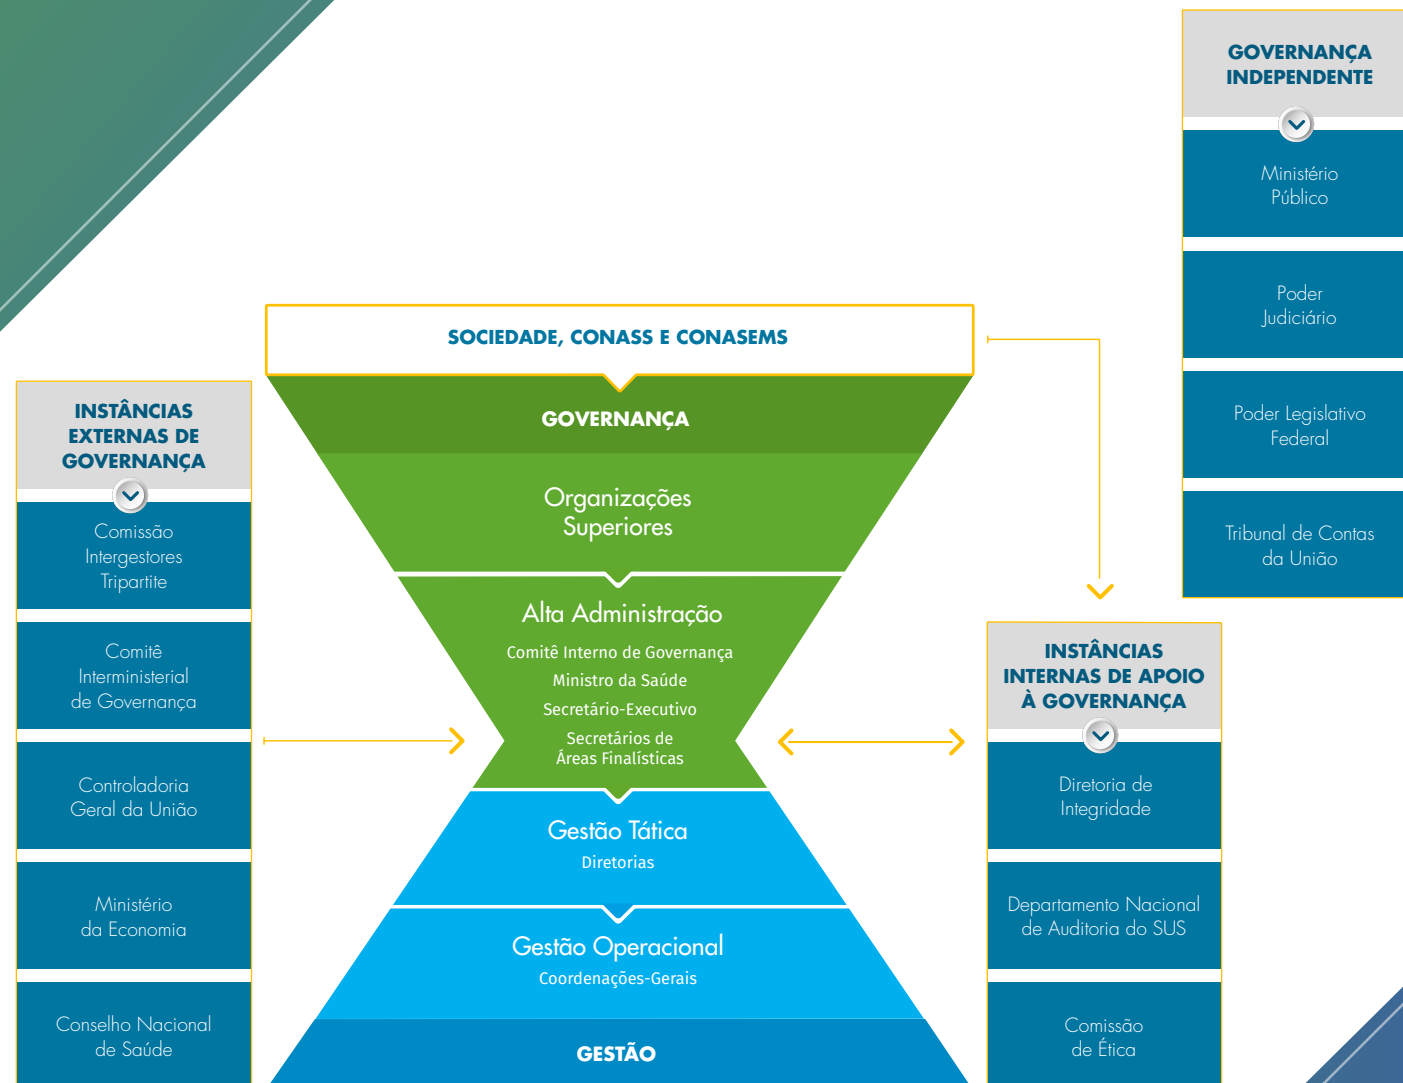 GOVERNANÇA
INDEPENDENTE
Ministério
Público
Poder
Judiciário
Poder Legislativo
Federal
Tribunal de Contas
da União
SOCIEDADE, CONASS E CONASEMS
GOVERNANÇA
Organizações
Superiores
Alta Administração
Comitê Interno de Governança
Ministro da Saúde
Secretário-Executivo
Secretários de
Áreas Finalísticas
Gestão Tática
Diretorias
Gestão Operacional
Coordenações-Gerais
GESTÃO
INSTÂNCIAS
EXTERNAS DE
GOVERNANÇA
Comissão
Intergestores
Tripartite
Comitê
Interministerial
de Governança
Controladoria
Geral da União
Ministério
da Economia
Conselho Nacional
de Saúde
INSTÂNCIAS
INTERNAS DE APOIO
À GOVERNANÇA
Diretoria de
Integridade
Departamento Nacional
de Auditoria do SUS
Comissão
de Ética